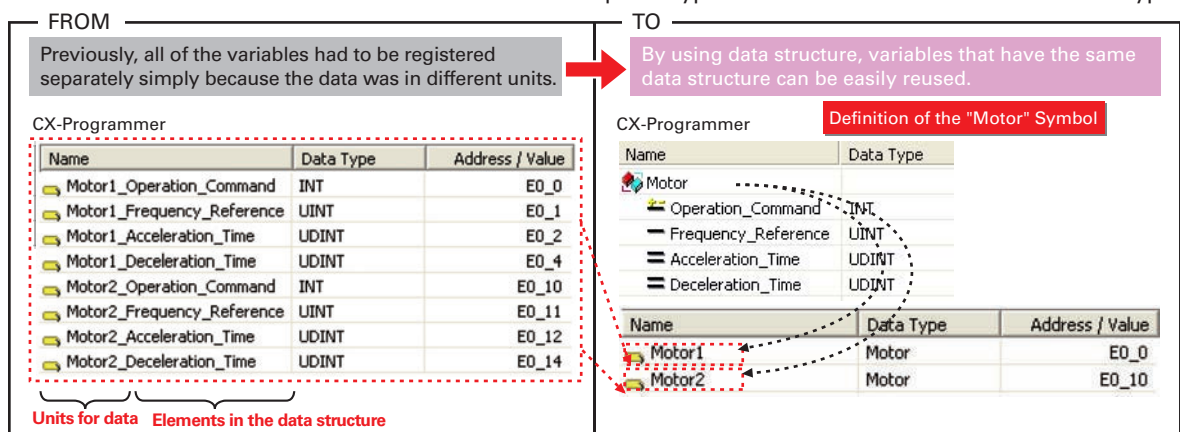 FROM
Previously, all of the variables had to be registered
separately simply because the data was in different units.
CX-Programmer
Name Data Type Address / Value
Motor1_Operation_Command INT E0_0
Motor1_Frequency_Reference UINT E0_1
Motor1_Acceleration_Time UDINT E0_2
Motor1_Deceleration_Time UDINT E0_4
Motor2_Operation_Command INT E0_10
Motor2_Frequency_Reference UINT E0_11
Motor2_Acceleration_Time UDINT E0_12
Motor2_Deceleration_Time UDINT E0_14
Units for data Elements in the data structure
TO
By using data structure, variables that have the same
data structure can be easily reused.
CX-Programmer
Definition of the "Motor" Symbol
Name Data Type
Motor
Operation_Command INT
Frequency_Reference UINT
Acceleration_Time UDINT
Deceleration_Time UDINT
Name Data Type Address / Value
Motor1 Motor E0_0
Motor2 Motor E0_10